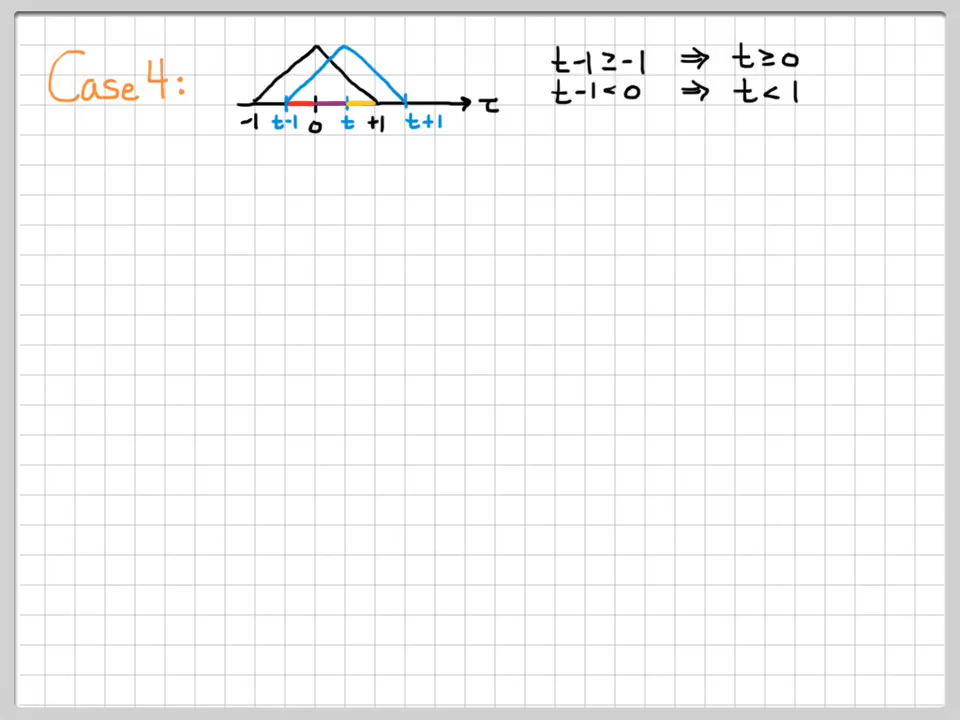 Case 4:
t-1 ≥ -1 ⇒ t ≥ 0
t-1 < 0 ⇒ t < 1
τ
-1 t-1 0 t +1 t+1